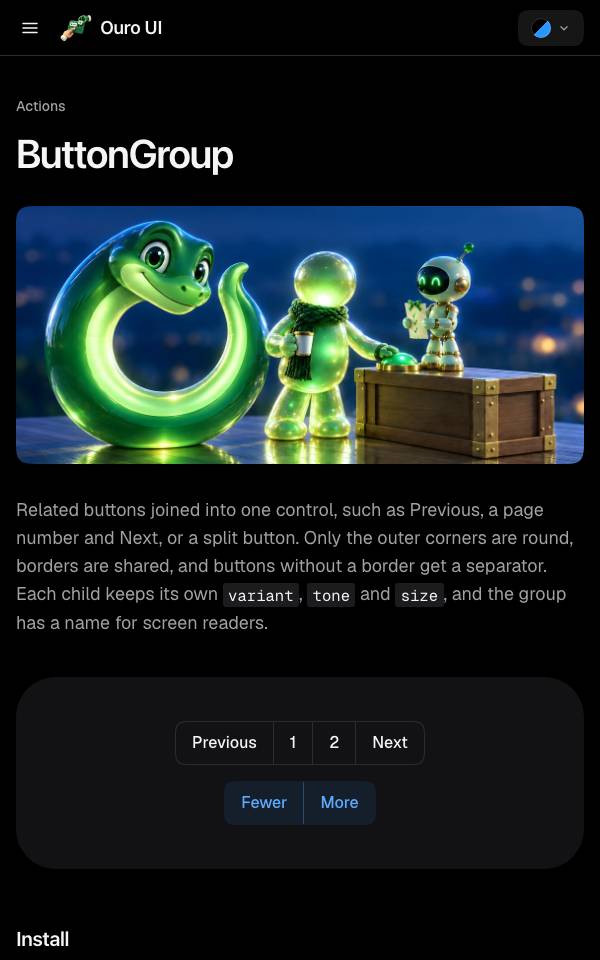 Ouro UI
Actions
ButtonGroup
Related buttons joined into one control, such as Previous, a page
number and Next, or a split button. Only the outer corners are round,
borders are shared, and buttons without a border get a separator.
Each child keeps its own variant, tone and size, and the group
has a name for screen readers.
Previous 1 2 Next
Fewer More
Install